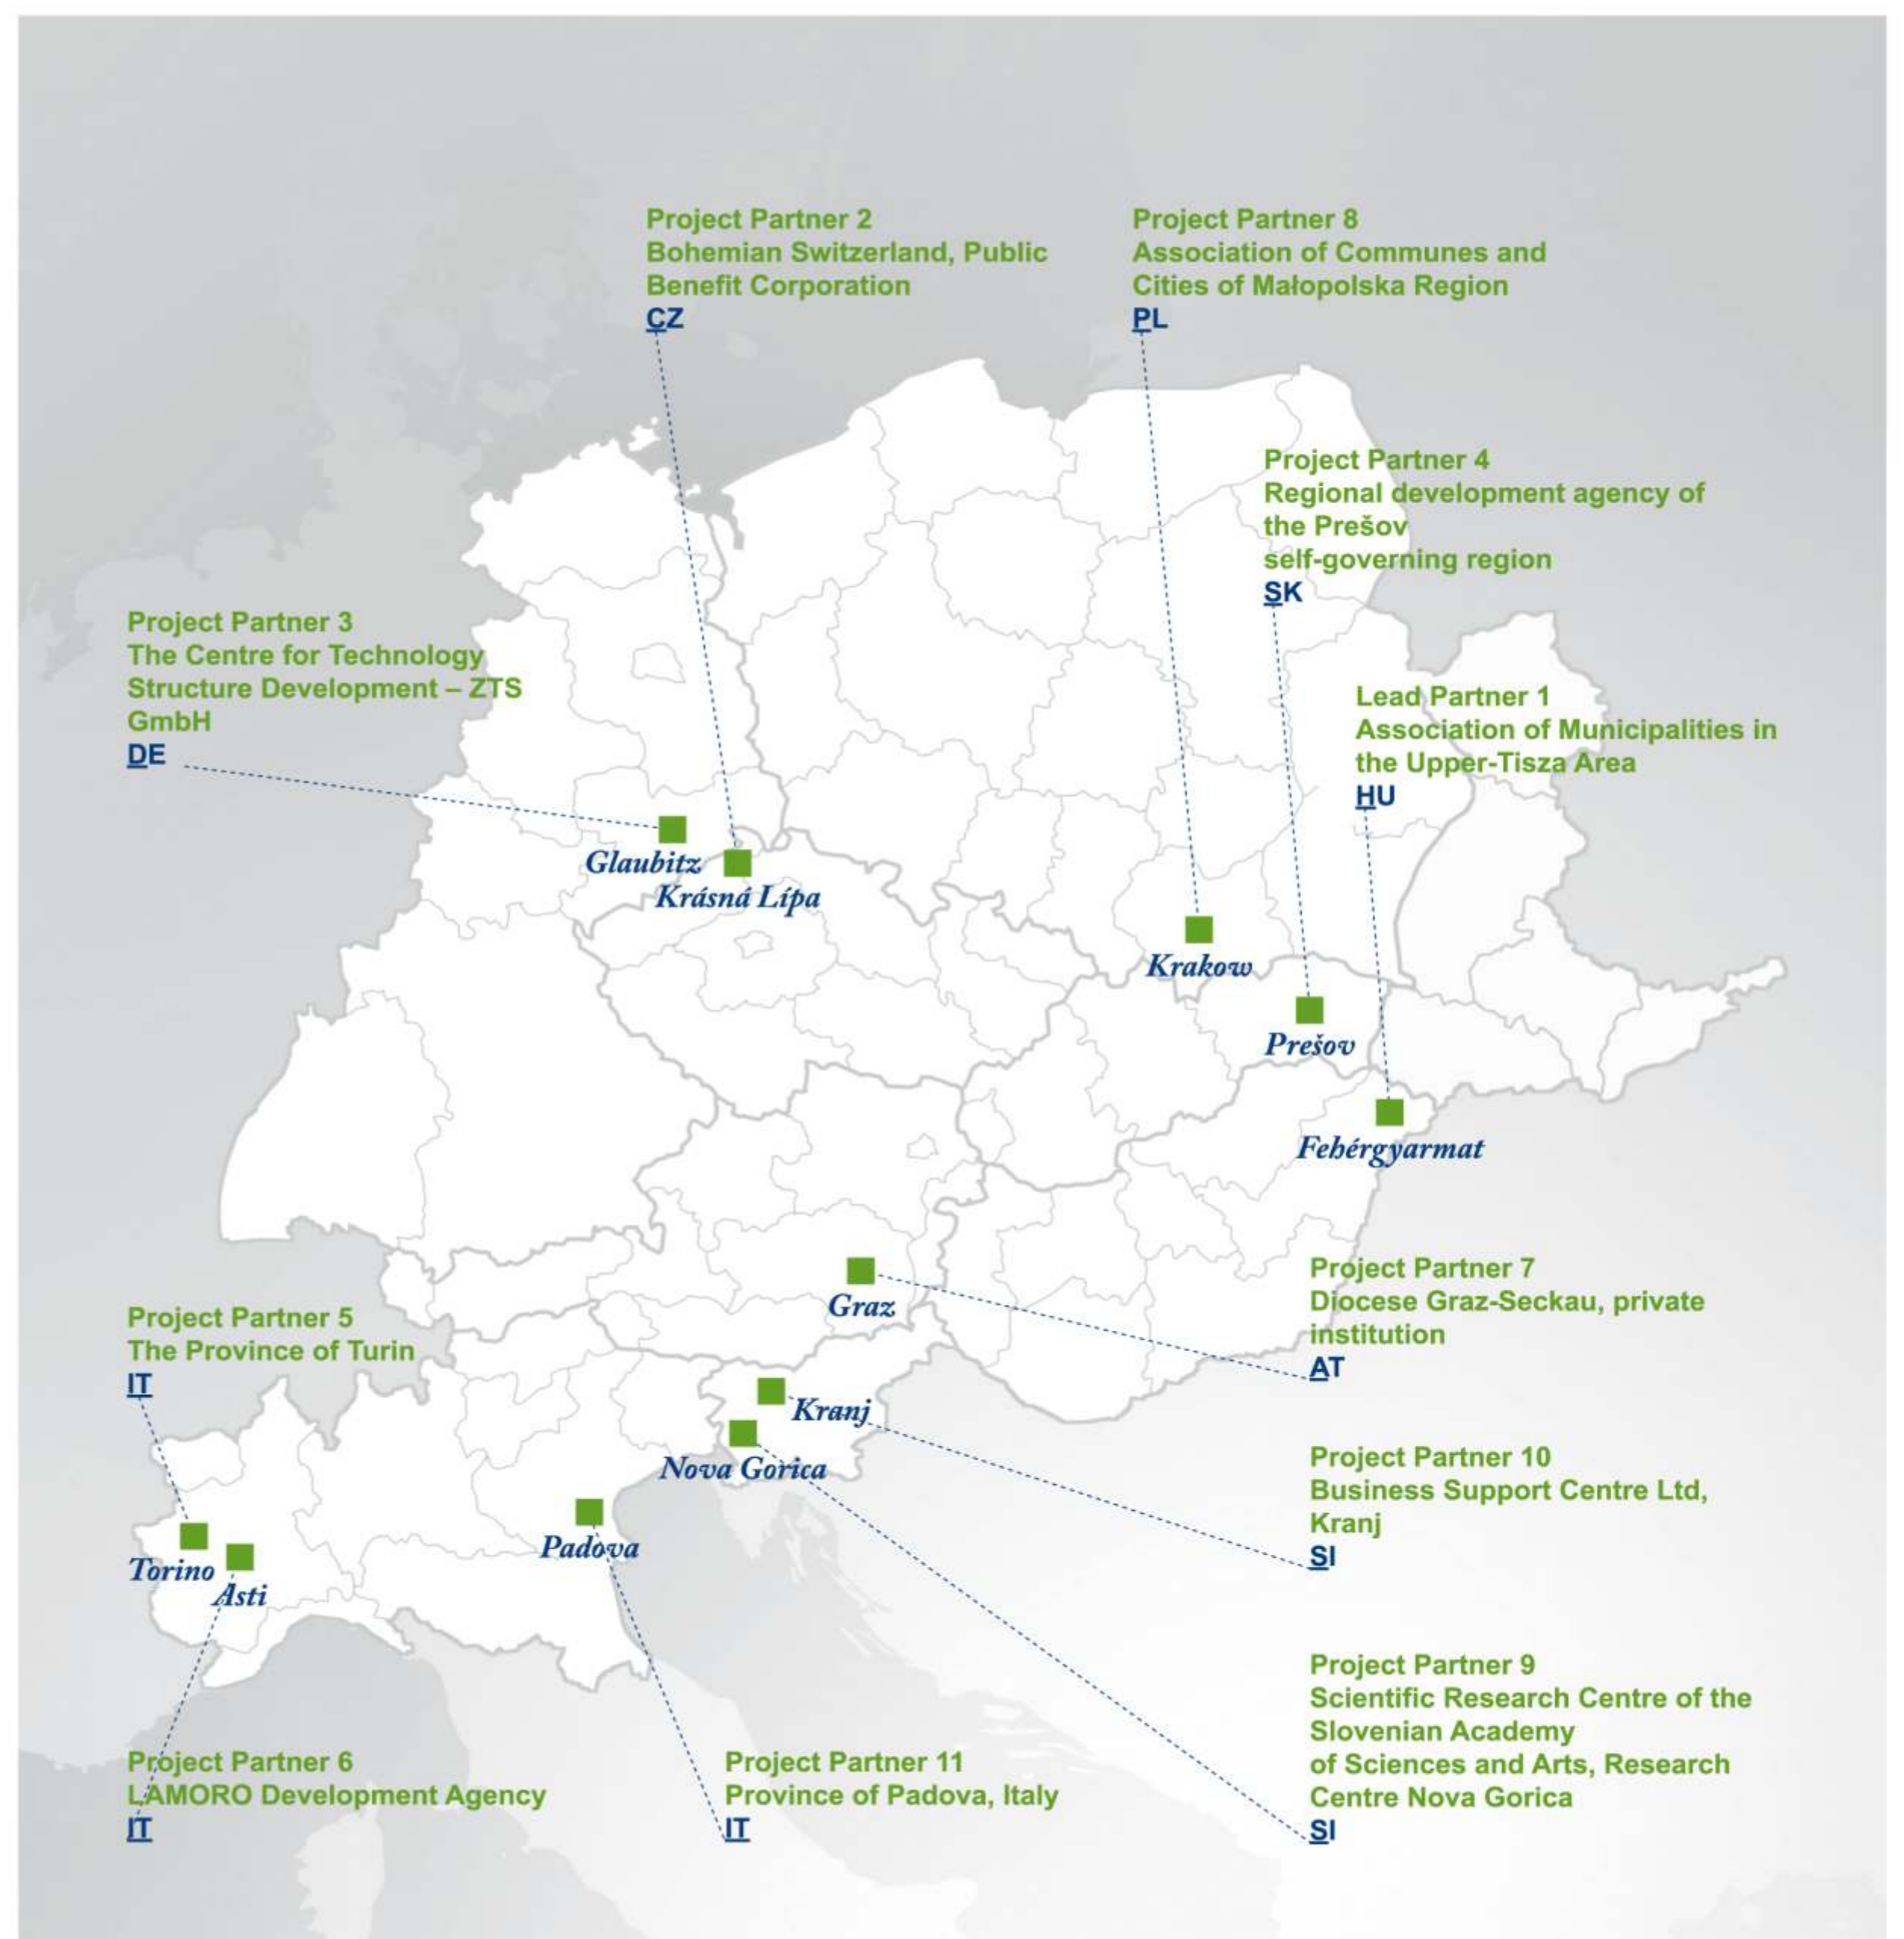 Project Partner 2
Bohemian Switzerland, Public
Benefit Corporation
CZ
Project Partner 8
Association of Communes and
Cities of Małopolska Region
PL
Project Partner 4
Regional development agency of
the Prešov
self-governing region
SK
Project Partner 3
The Centre for Technology
Structure Development – ZTS
GmbH
DE
Lead Partner 1
Association of Municipalities in
the Upper-Tisza Area
HU
Glaubitz
Krásná Lípa
Krakow
Prešov
Fehérgyarmat
Project Partner 7
Diocese Graz-Seckau, private
institution
AT
Graz
Project Partner 5
The Province of Turin
IT
Kranj
Nova Gorica
Project Partner 10
Business Support Centre Ltd,
Kranj
SI
Padova
Torino
Asti
Project Partner 9
Scientific Research Centre of the
Slovenian Academy
of Sciences and Arts, Research
Centre Nova Gorica
SI
Project Partner 6
LAMORO Development Agency
IT
Project Partner 11
Province of Padova, Italy
IT